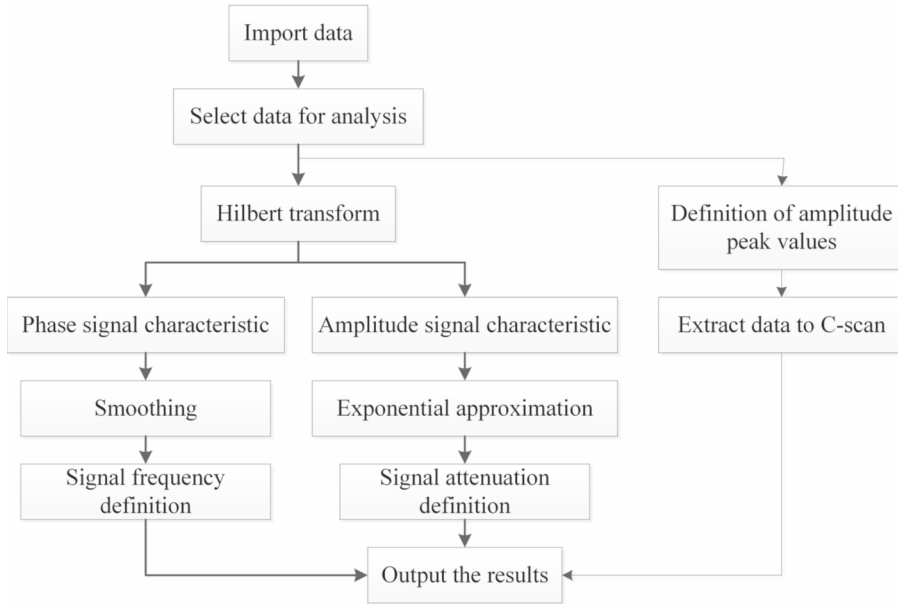 Import data
Select data for analysis
Hilbert transform
Definition of amplitude
peak values
Phase signal characteristic
Amplitude signal characteristic
Extract data to C-scan
Smoothing
Exponential approximation
Signal frequency
definition
Signal attenuation
definition
Output the results